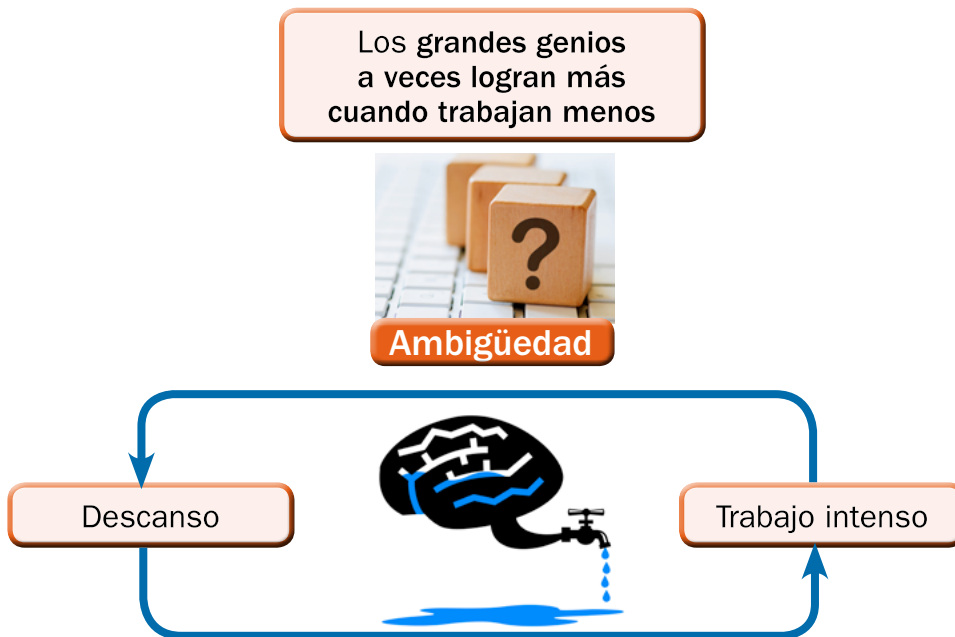 Los grandes genios
a veces logran más
cuando trabajan menos
?
Ambigüedad
Descanso
Trabajo intenso